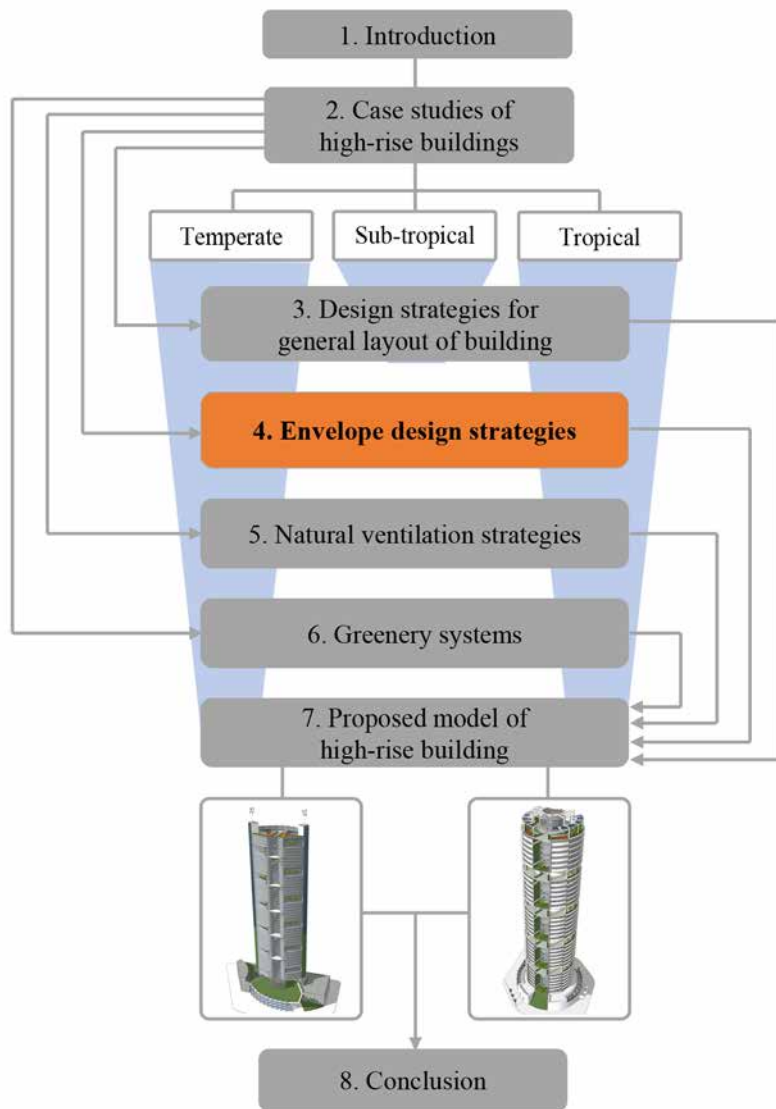 1. Introduction
2. Case studies of
high-rise buildings
Temperate
Sub-tropical
Tropical
3. Design strategies for
general layout of building
4. Envelope design strategies
5. Natural ventilation strategies
6. Greenery systems
7. Proposed model of
high-rise building
8. Conclusion